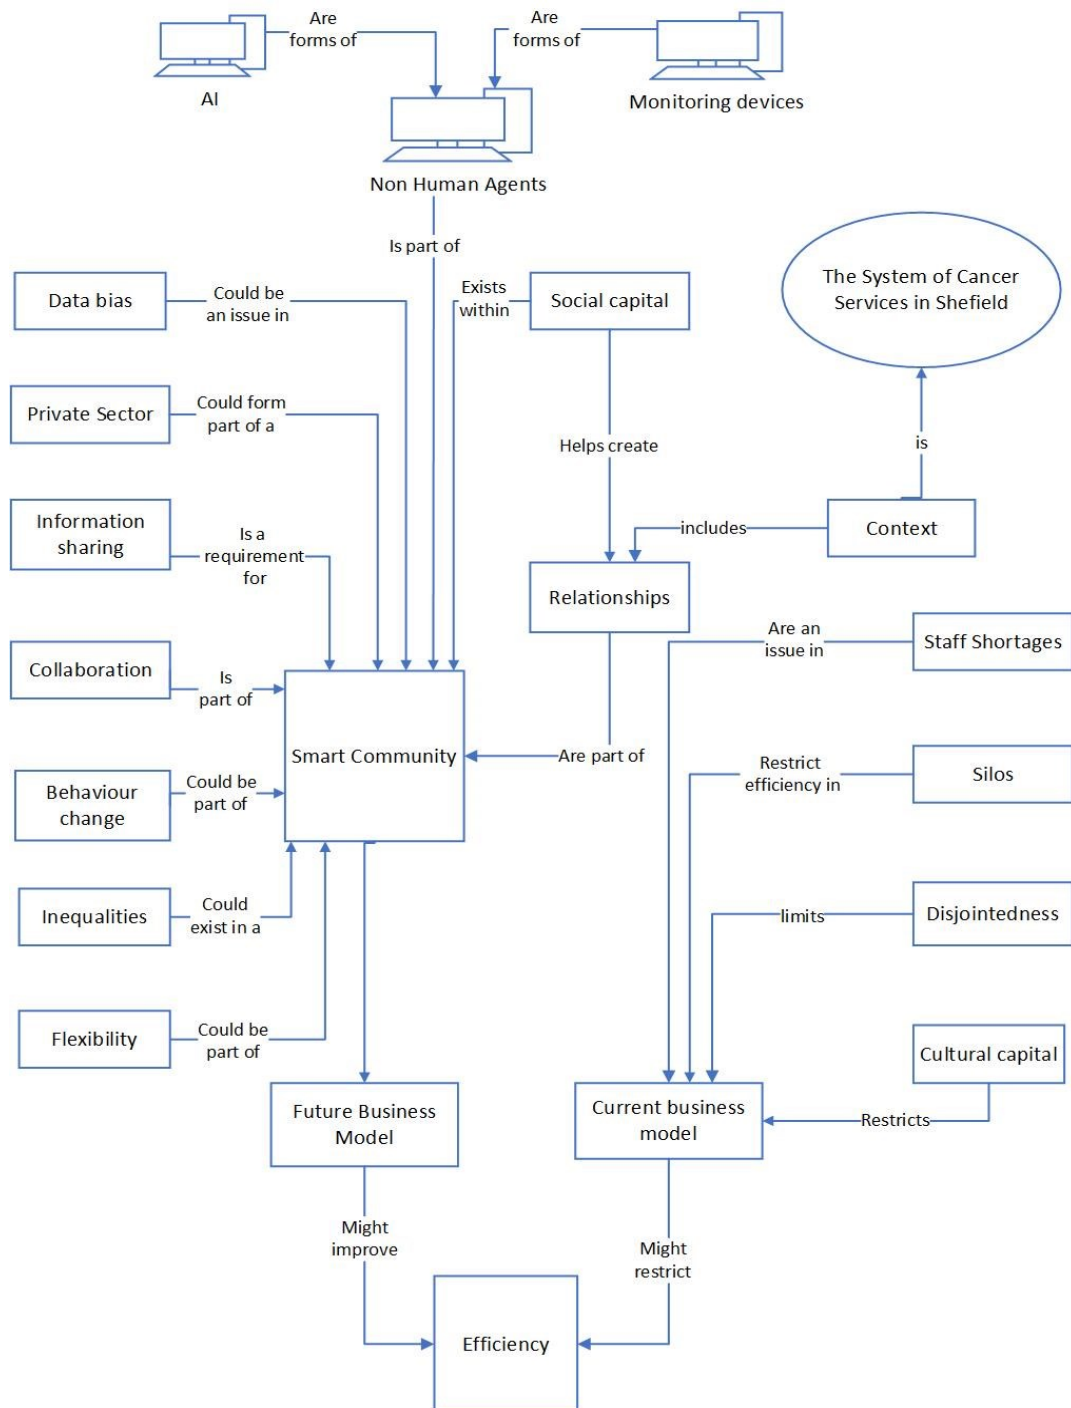 Are
forms of
Are
forms of
AI
Monitoring devices
Non Human Agents
Is part of
The System of Cancer
Services in Shefield
Data bias
Could be
an issue in
Exists
within
Social capital
Private Sector
Could form
part of a
Helps create
is
Information
sharing
Is a
requirement
for
includes
Context
Relationships
Collaboration
Is
part of
Are an
issue in
Staff Shortages
Smart Community
Are part of
Behaviour
change
Could be
part of
Restrict
efficiency in
Silos
Inequalities
Could
exist in a
limits
Disjointedness
Flexibility
Could be
part of
Cultural capital
Future Business
Model
Current business
model
Restricts
Might
improve
Might
restrict
Efficiency